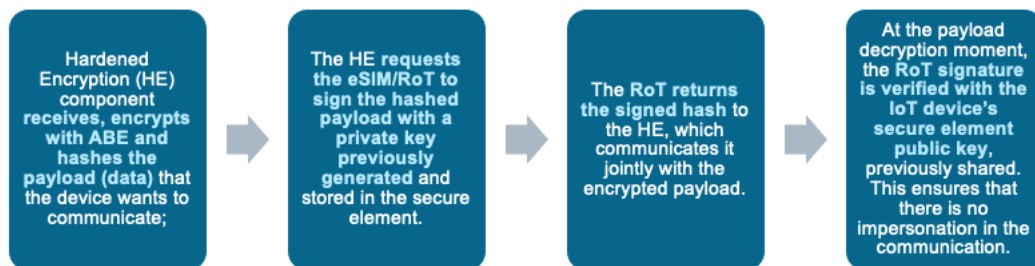 Hardened
Encryption (HE)
component
receives, encrypts
with ABE and
hashes the
payload (data) that
the device wants to
communicate;
The HE requests
the eSIM/RoT to
sign the hashed
payload with a
private key
previously
generated and
stored in the secure
element.
The RoT returns
the signed hash to
the HE, which
communicates it
jointly with the
encrypted payload.
At the payload
decryption moment,
the RoT signature
is verified with the
IoT device's
secure element
public key,
previously shared.
This ensures that
there is no
impersonation in the
communication.